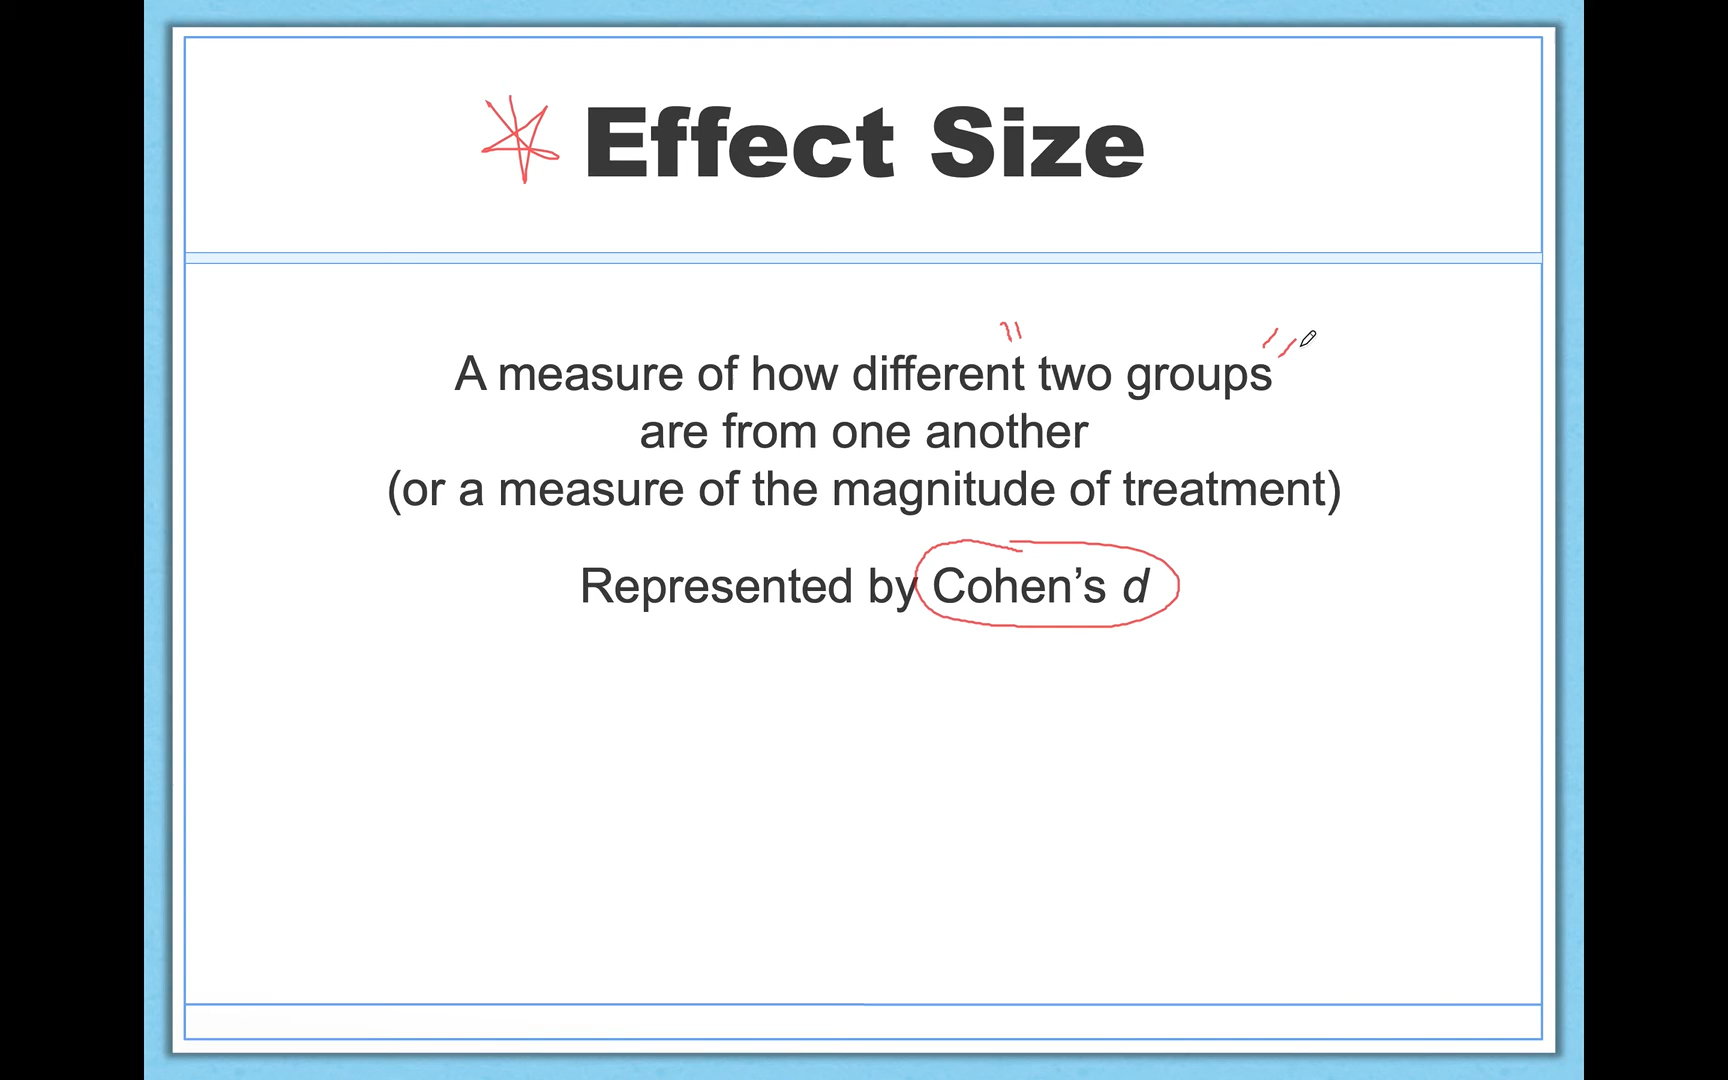 Effect Size
A measure of how different two groups
are from one another
(or a measure of the magnitude of treatment)
Represented by Cohen’s d